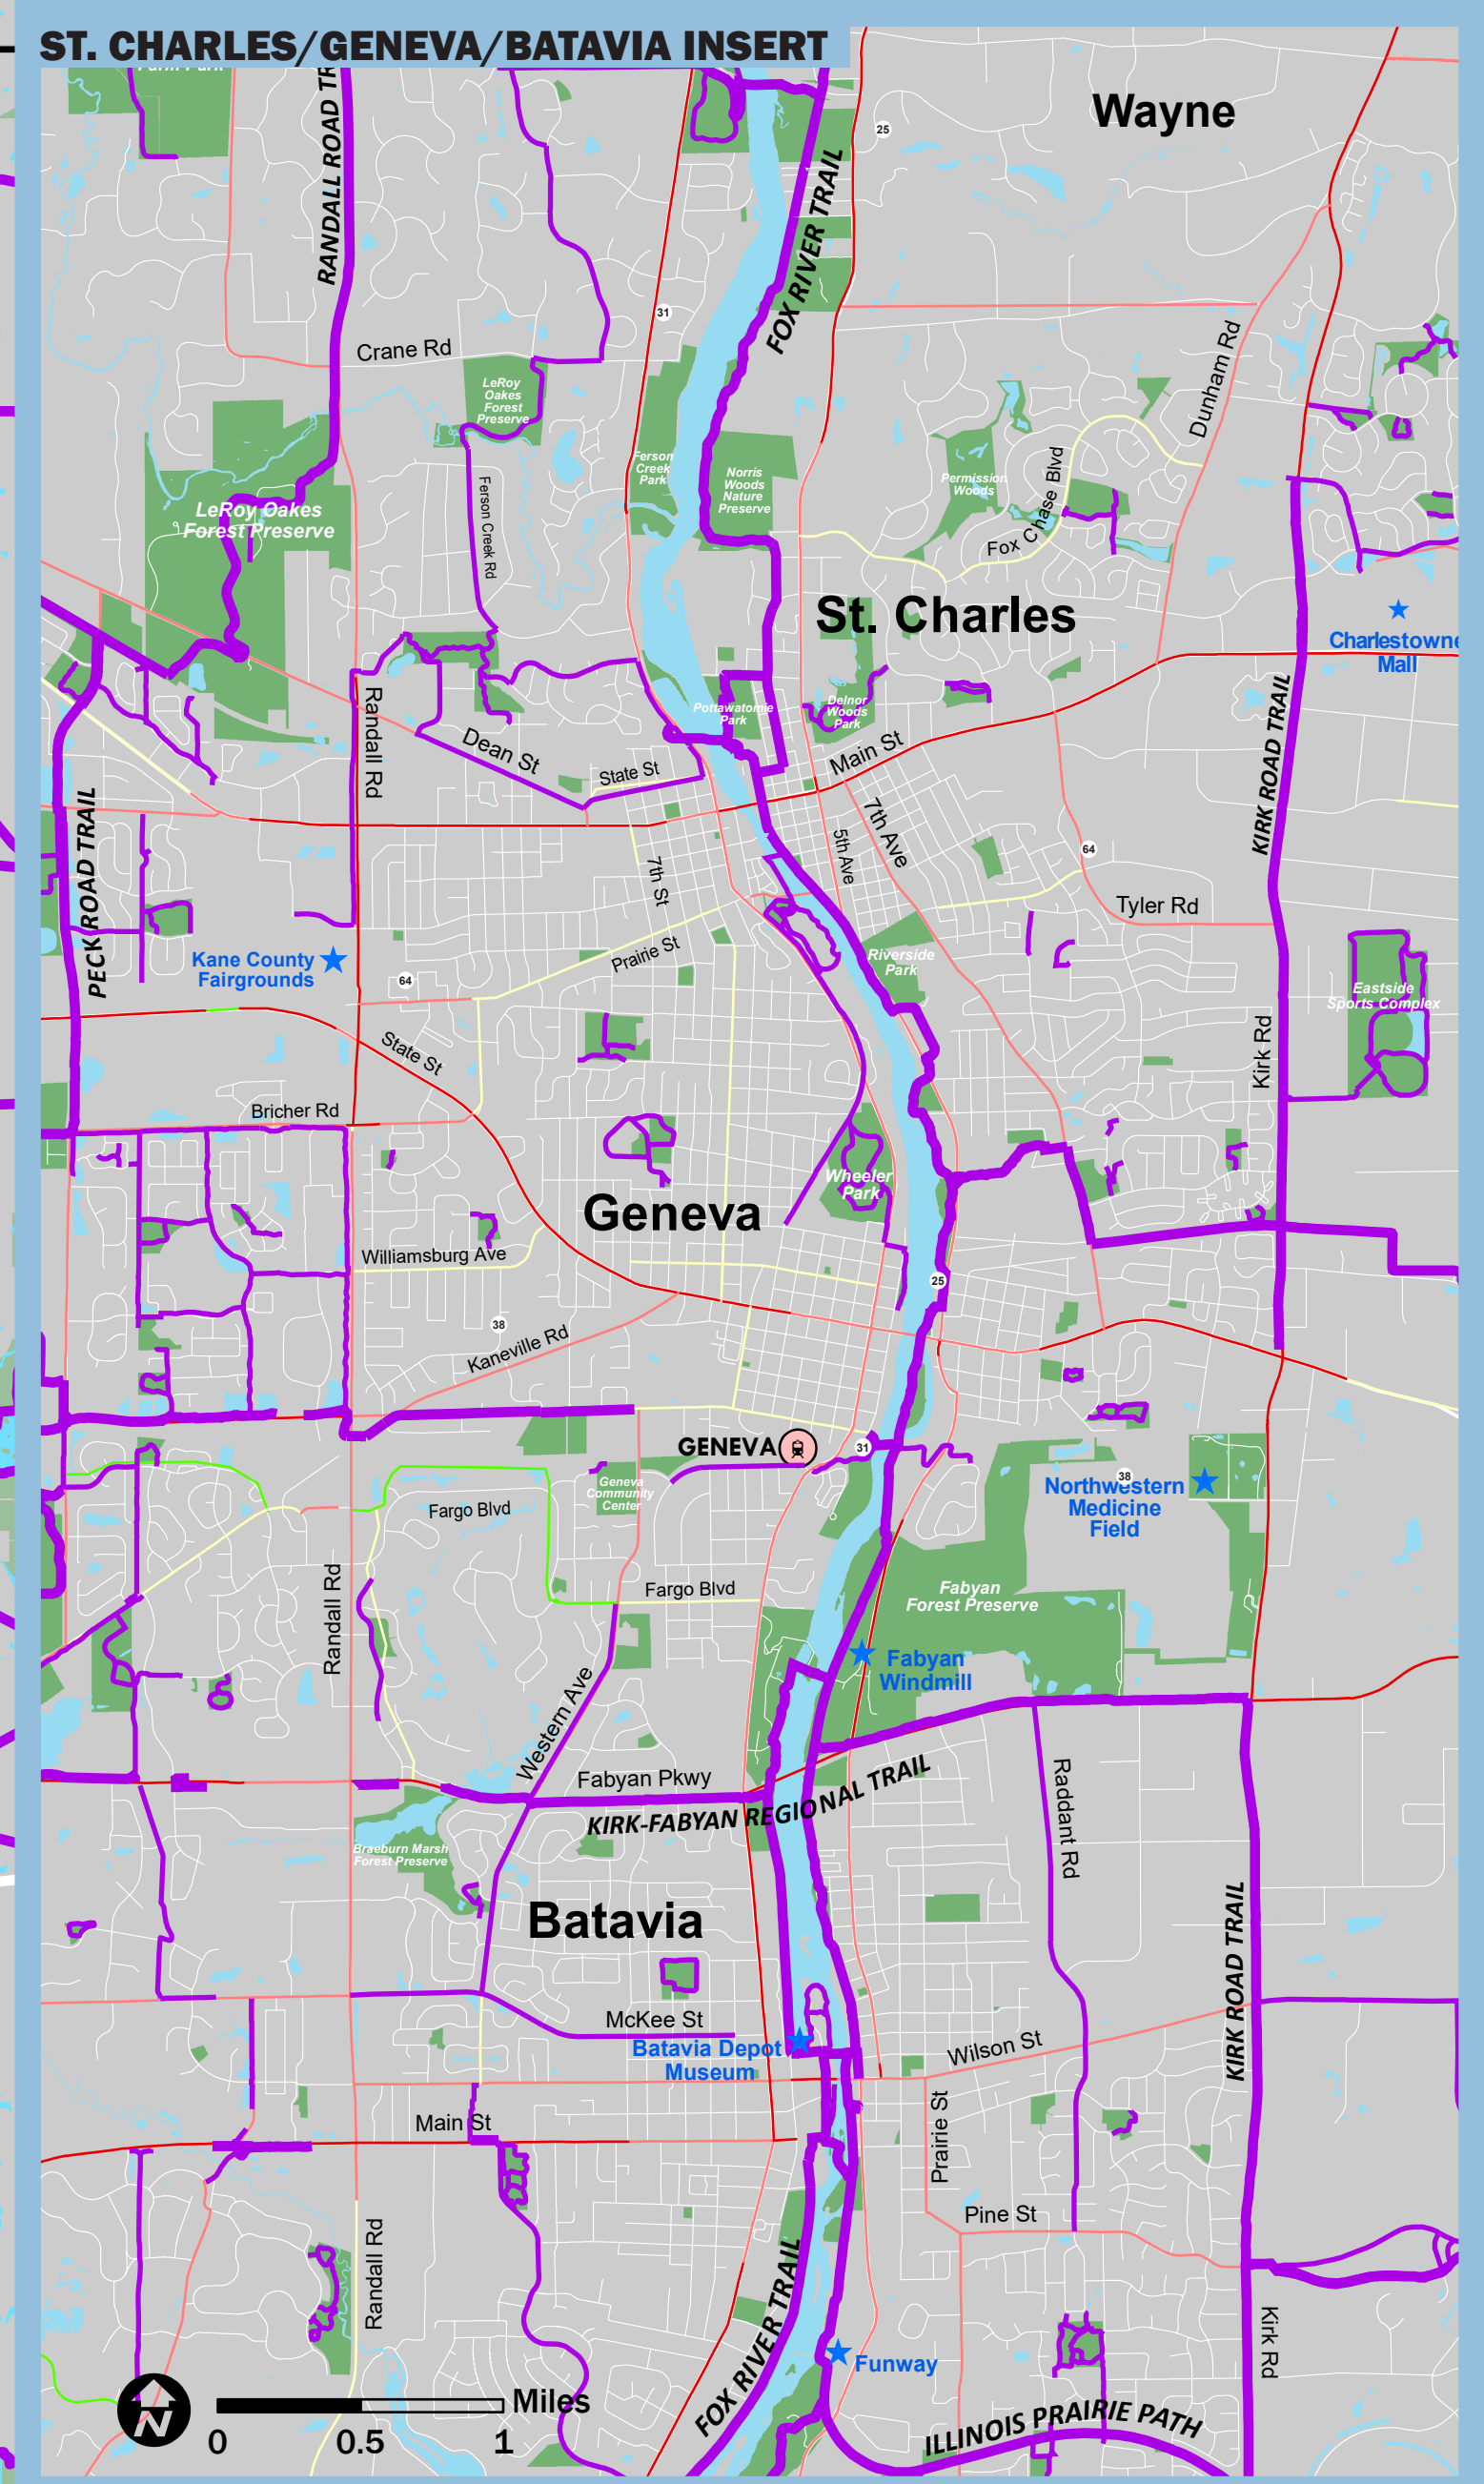 ST. CHARLES/GENEVA/BATAVIA INSERT
Farm Park
Wayne
25
RANDALL ROAD TR
FOX RIVER TRAIL
31
Crane Rd
Dunham Rd
LeRoy
Oakes
Forest
Preserve
Ferson
Creek
Park
Norris
Woods
Nature
Preserve
Permission
Woods
Fox Chase Blvd
LeRoy Oakes
Forest Preserve
Ferson Creek Rd
St. Charles
Charlestowne
Mall
KIRK ROAD TRAIL
Randall Rd
Pottawatomie
Park
Delnor
Woods
Park
Dean St
State St
Main St
PECK ROAD TRAIL
7th Ave
5th Ave
7th St
64
Tyler Rd
Prairie St
Kane County
Fairgrounds
64
Riverside
Park
Eastside
Sports Complex
State St
Kirk Rd
Bricher Rd
Wheeler
Park
Geneva
Williamsburg Ave
25
38
Kaneville Rd
GENEVA
31
Geneva
Community
Center
38
Northwestern
Medicine
Field
Fargo Blvd
Fargo Blvd
Randall Rd
Fabyan
Forest Preserve
Fabyan
Windmill
Western Ave
Fabyan Pkwy
KIRK-FABYAN REGIONAL TRAIL
Raddant Rd
Braeburn Marsh
Forest Preserve
Batavia
KIRK ROAD TRAIL
McKee St
Batavia Depot
Museum
Wilson St
Main St
Prairie St
Pine St
Randall Rd
FOX RIVER TRAIL
Kirk Rd
Funway
N
Miles
0
0.5
1
ILLINOIS PRAIRIE PATH